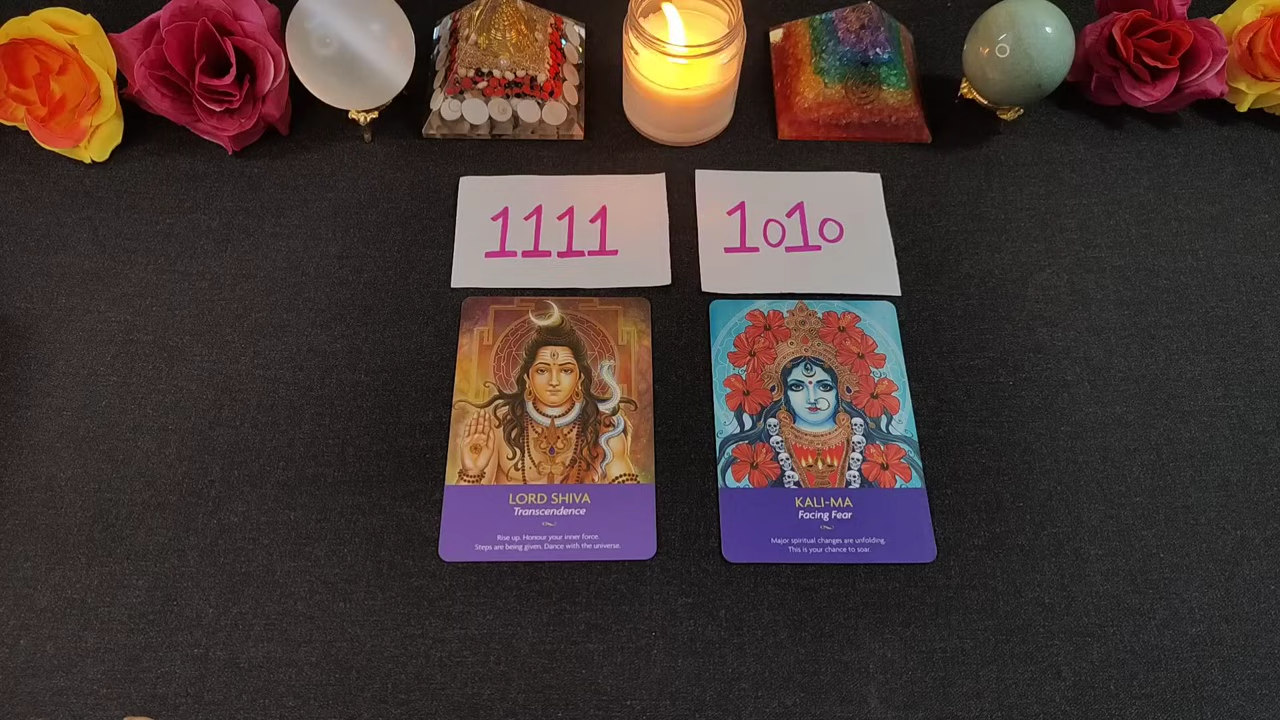 1111
1010
LORD SHIVA
Transcendence
Rise up. Honour your inner force.
Steps are being given. Dance with the universe.
KALI-MA
Facing Fear
Major spiritual changes are unfolding.
This is your chance to soar.